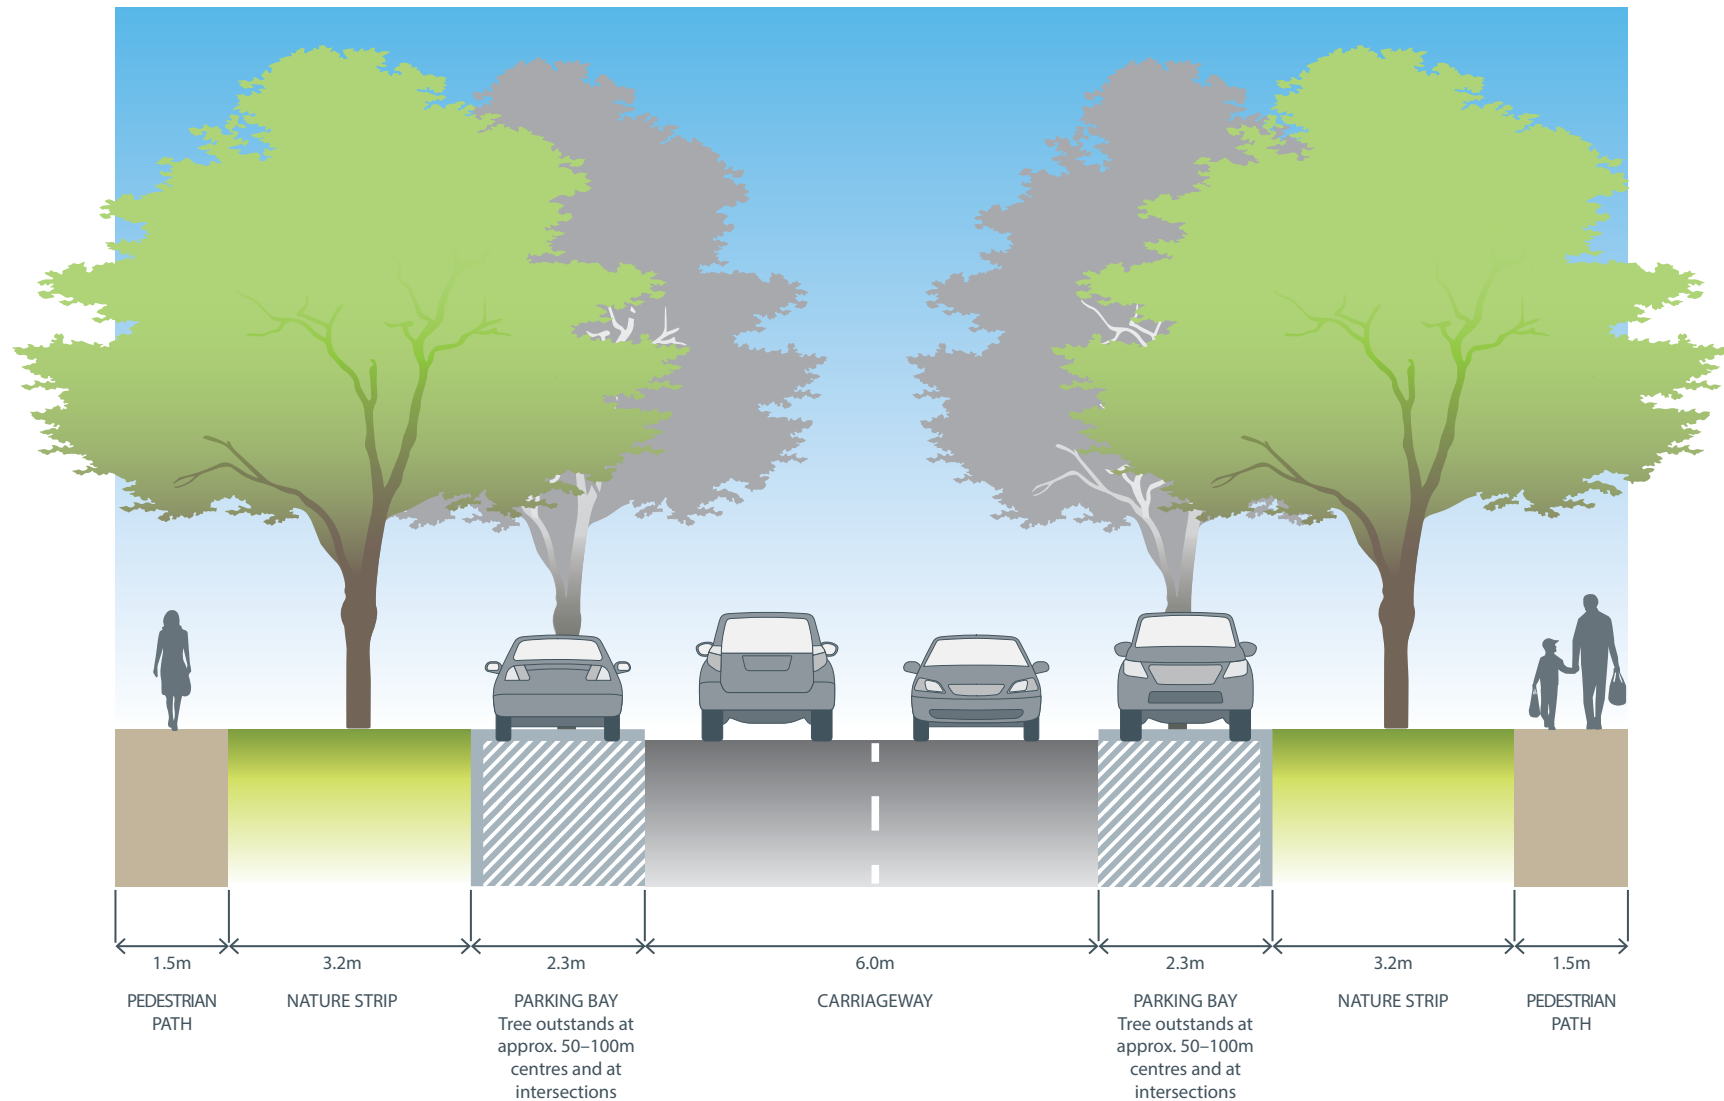 1.5m
3.2m
2.3m
6.0m
2.3m
3.2m
1.5m
PEDESTRIAN
PATH
NATURE STRIP
PARKING BAY
Tree outstands at
approx. 50–100m
centres and at
intersections
CARRIAGEWAY
PARKING BAY
Tree outstands at
approx. 50–100m
centres and at
intersections
NATURE STRIP
PEDESTRIAN
PATH